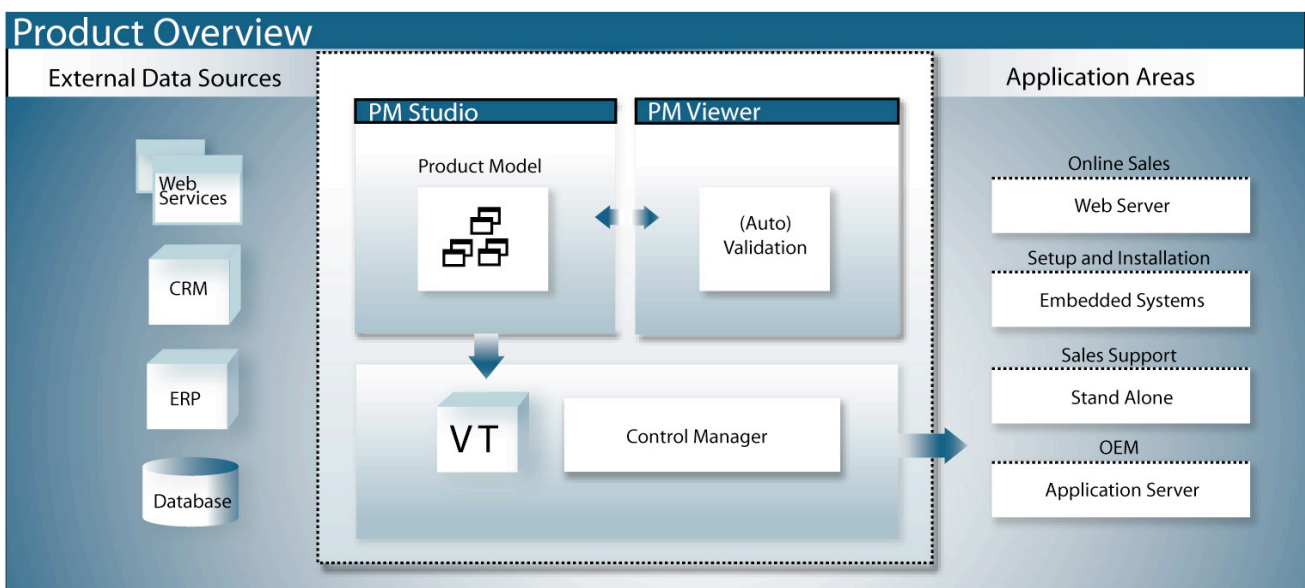 Product Overview
External Data Sources
Web
Services
CRM
ERP
Database
PM Studio
Product Model
PM Viewer
(Auto)
Validation
VT
Control Manager
Application Areas
Online Sales
Web Server
Setup and Installation
Embedded Systems
Sales Support
Stand Alone
OEM
Application Server